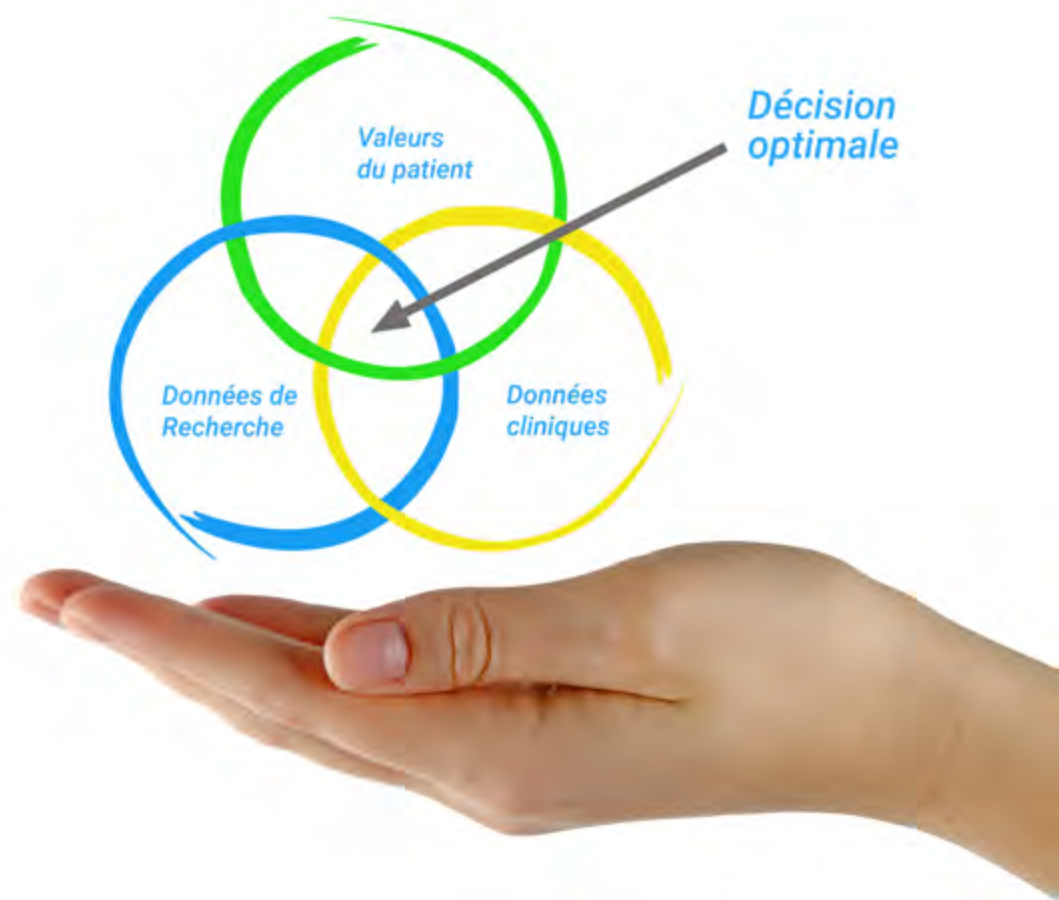 Valeurs
du patient
Décision
optimale
Données de
Recherche
Données
cliniques